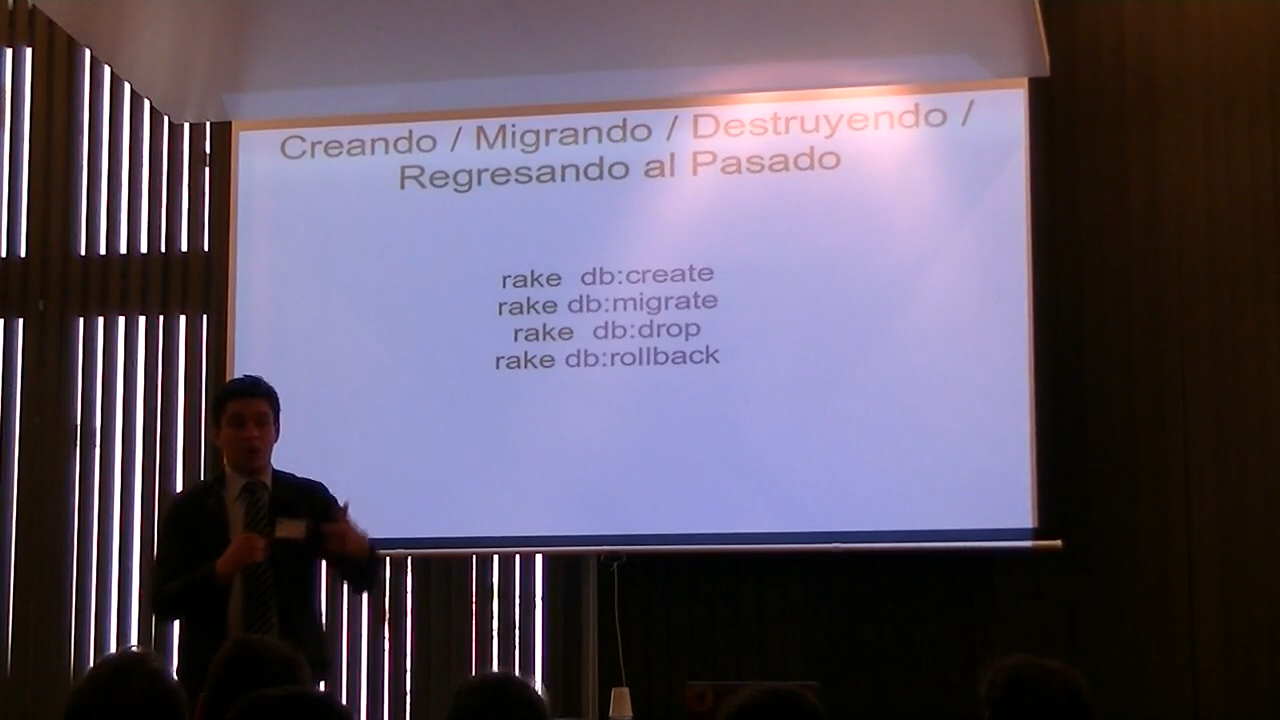 Creando / Migrando / Destruyendo /
Regresando al Pasado
rake db:create
rake db:migrate
rake db:drop
rake db:rollback